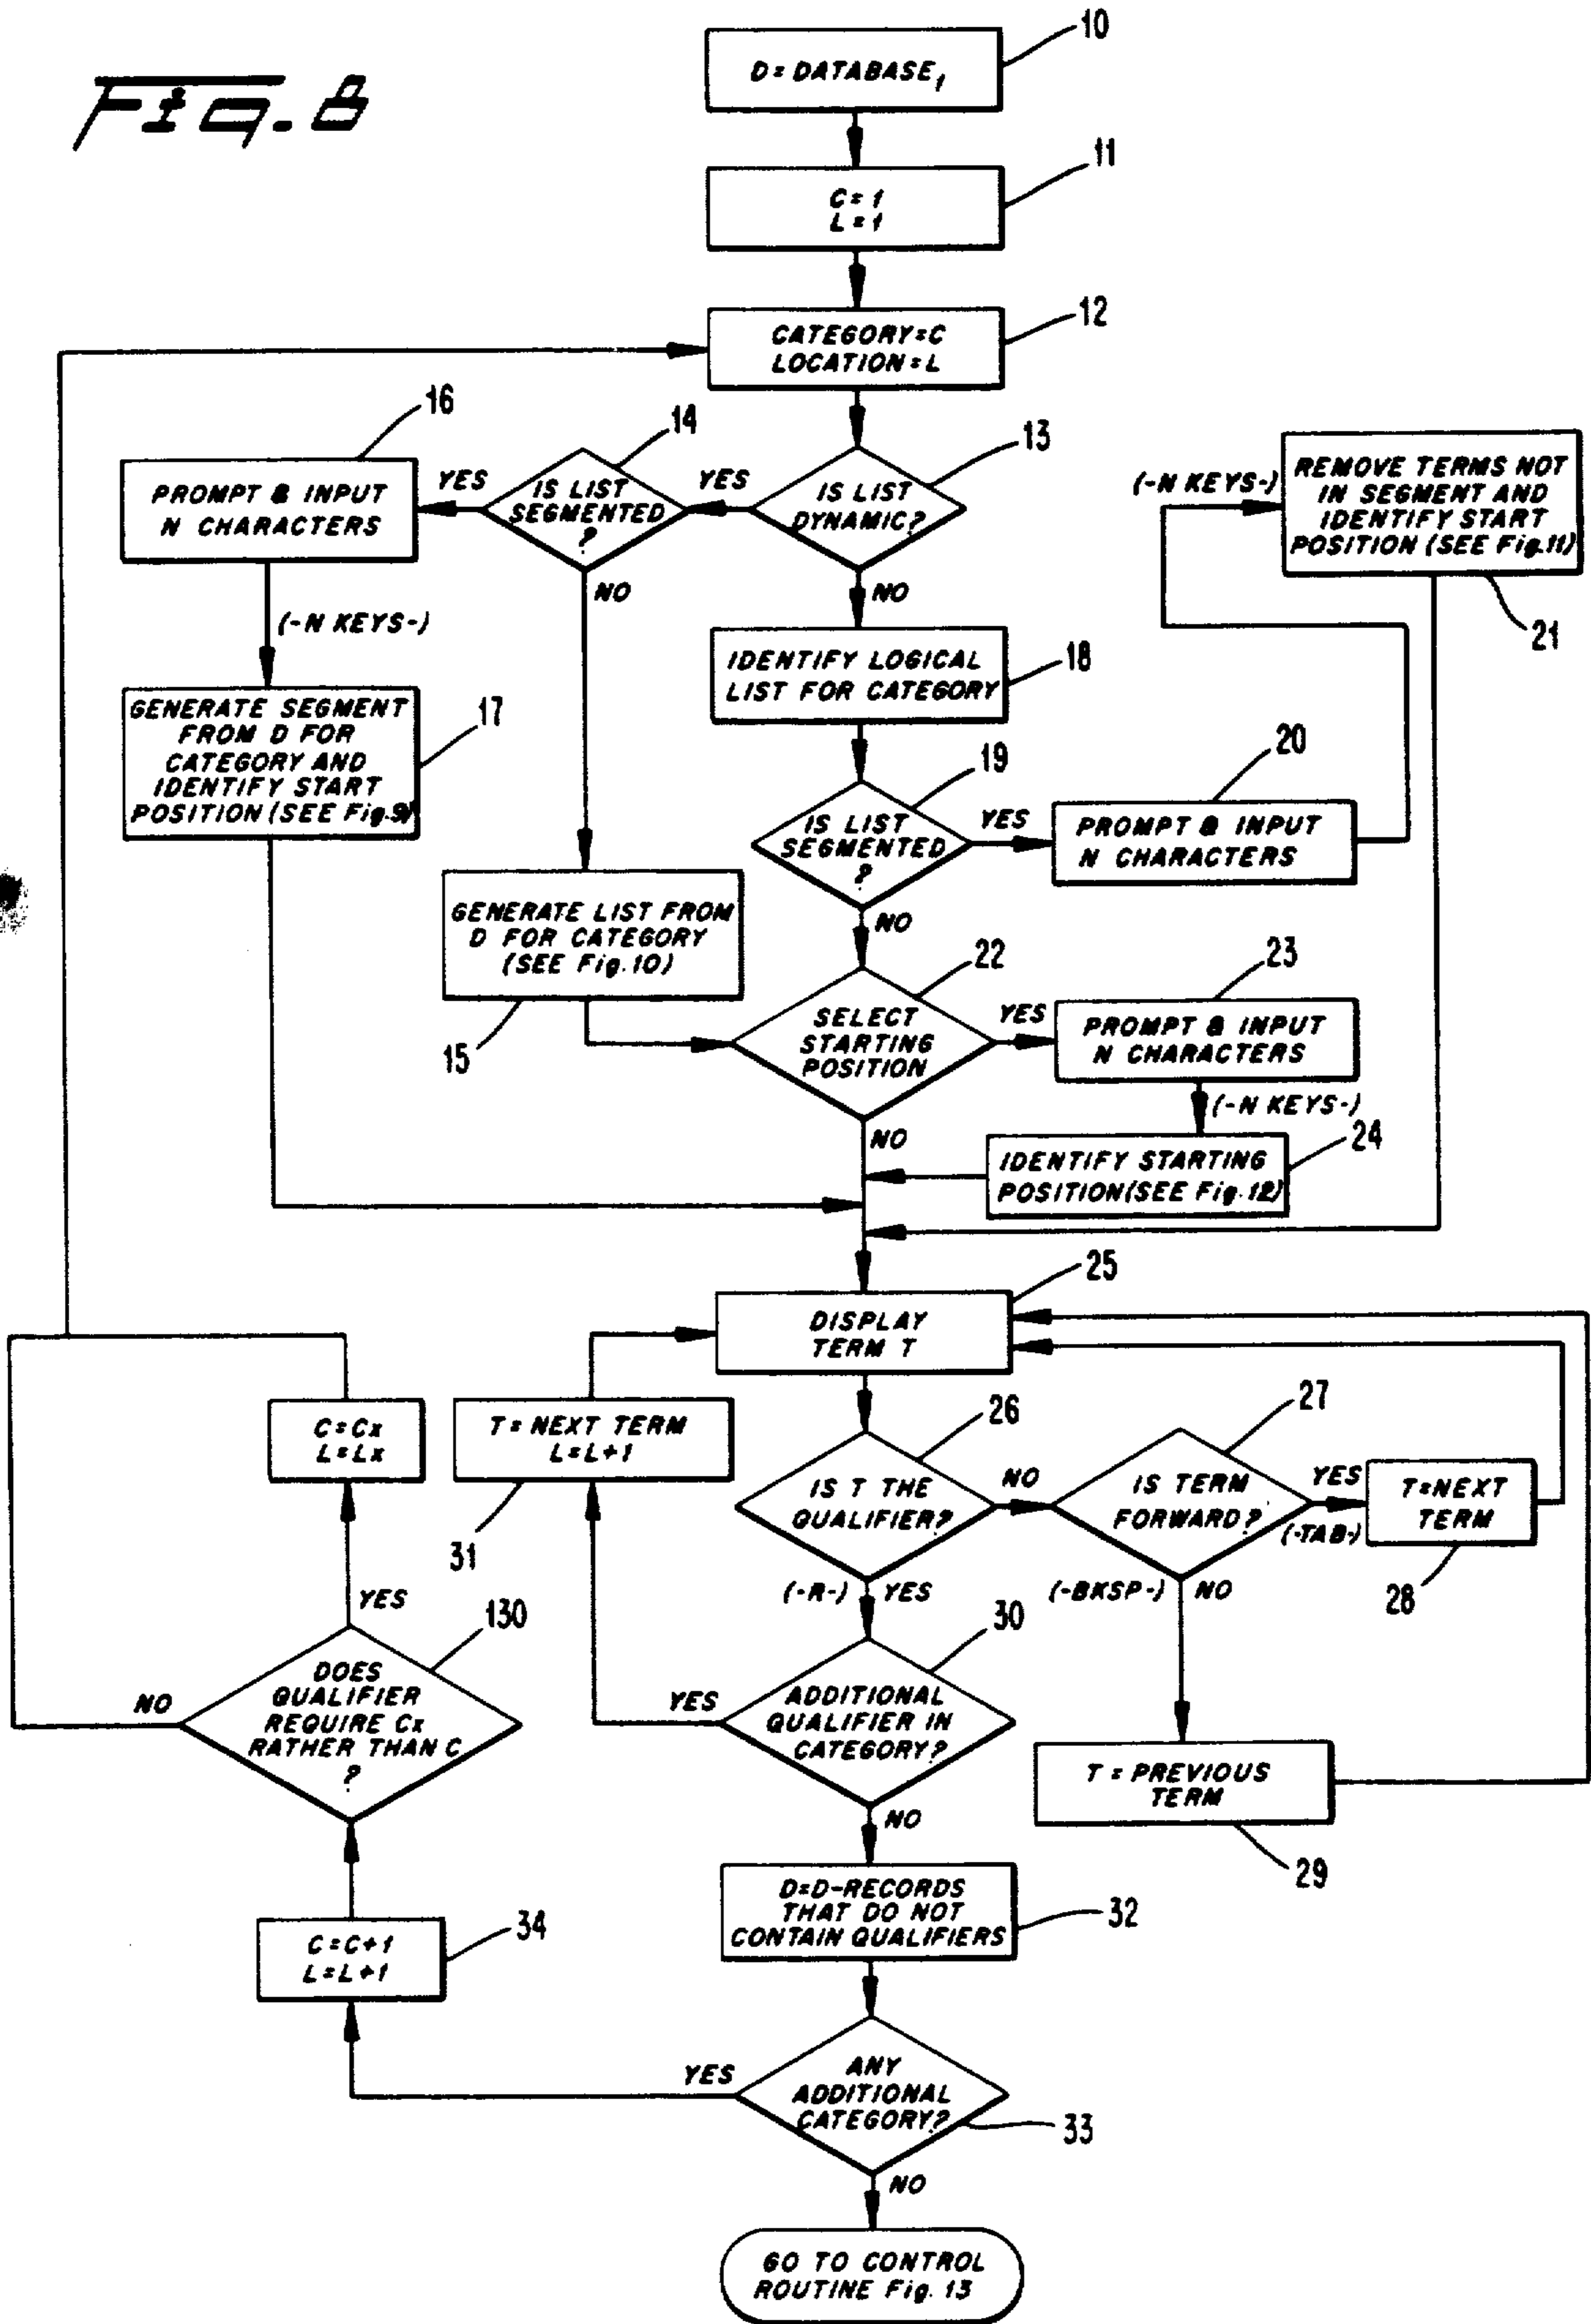 Fig. 8
10
D = DATABASE1
11
C = 1
L = 1
12
CATEGORY = C
LOCATION = L
13
IS LIST
DYNAMIC?
YES
NO
14
IS LIST
SEGMENTED
?
YES
NO
16
PROMPT & INPUT
N CHARACTERS
(-N KEYS-)
17
GENERATE SEGMENT
FROM D FOR
CATEGORY AND
IDENTIFY START
POSITION (SEE Fig.9)
15
GENERATE LIST FROM
D FOR CATEGORY
(SEE Fig. 10)
18
IDENTIFY LOGICAL
LIST FOR CATEGORY
19
IS LIST
SEGMENTED
?
YES
NO
20
PROMPT & INPUT
N CHARACTERS
(-N KEYS-)
REMOVE TERMS NOT
IN SEGMENT AND
IDENTIFY START
POSITION (SEE Fig.11)
21
22
SELECT
STARTING
POSITION
YES
NO
23
PROMPT & INPUT
N CHARACTERS
(-N KEYS-)
24
IDENTIFY STARTING
POSITION (SEE Fig. 12)
25
DISPLAY
TERM T
26
IS T THE
QUALIFIER?
NO
(-R-) YES
27
IS TERM
FORWARD?
YES
(-TAB-)
(-BKSP-) NO
T = NEXT
TERM
28
T = PREVIOUS
TERM
29
30
ADDITIONAL
QUALIFIER IN
CATEGORY?
YES
NO
T = NEXT TERM
L = L+1
31
D = D-RECORDS
THAT DO NOT
CONTAIN QUALIFIERS
32
ANY
ADDITIONAL
CATEGORY?
33
YES
NO
34
C = C+1
L = L+1
130
DOES
QUALIFIER
REQUIRE Cx
RATHER THAN C
?
NO
YES
C = Cx
L = Lx
GO TO CONTROL
ROUTINE Fig. 13